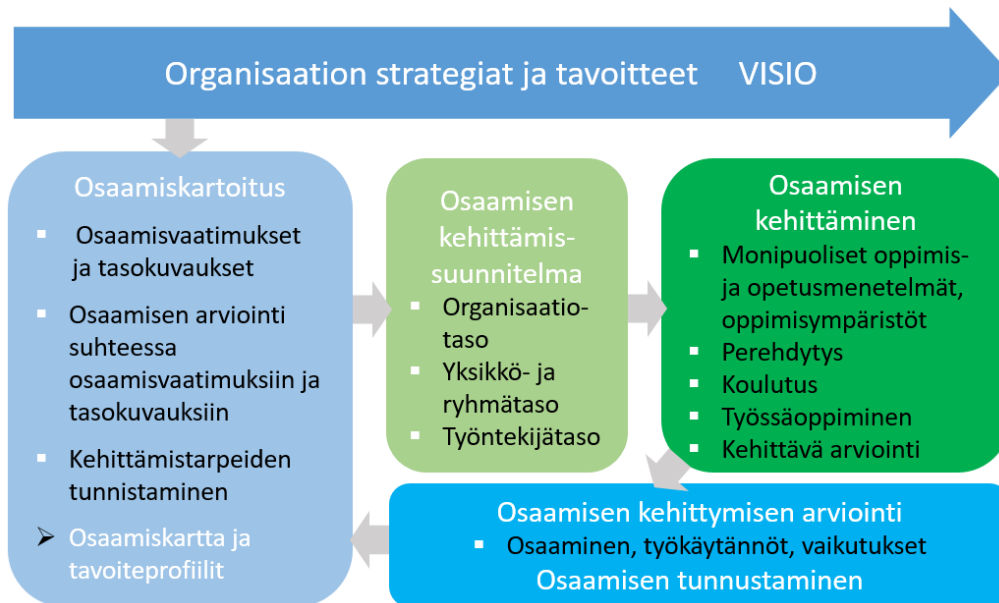 Organisaation strategiat ja tavoitteet VISIO
Osaamiskartoitus
▪ Osaamisvaatimukset
ja tasokuvaukset
▪ Osaamisen arviointi
suhteessa
osaamisvaatimuksiin ja
tasokuvauksiin
▪ Kehittämistarpeiden
tunnistaminen
➢ Osaamiskartta ja
tavoiteprofiilit
Osaamisen
kehittämis-
suunnitelma
▪ Organisaatio-
taso
▪ Yksikkö- ja
ryhmätaso
▪ Työntekijätaso
Osaamisen
kehittäminen
▪ Monipuoliset oppimis-
ja opetusmenetelmät,
oppimisympäristöt
▪ Perehdytys
▪ Koulutus
▪ Työssäoppiminen
▪ Kehittävä arviointi
Osaamisen kehittymisen arviointi
▪ Osaaminen, työkäytännöt, vaikutukset
Osaamisen tunnustaminen